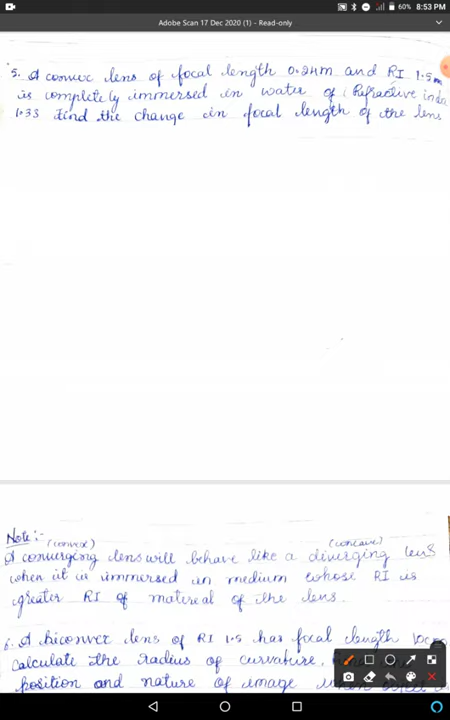 60% 8:53 PM
Adobe Scan 17 Dec 2020 (1) - Read-only
5. A convex lens of focal length 0.24m and RI 1.5
is completely immersed in water of (Refractive index
1.33 Find the change in focal length of the lens
Note:- (convex) (concave)
A converging lens will behave like a diverging lens
when it is immersed in medium whose RI is
greater RI of matereal of the lens.
6. A biconvex lens of RI 1.5 has focal length
calculate the radius of curvature,
position and nature of image when